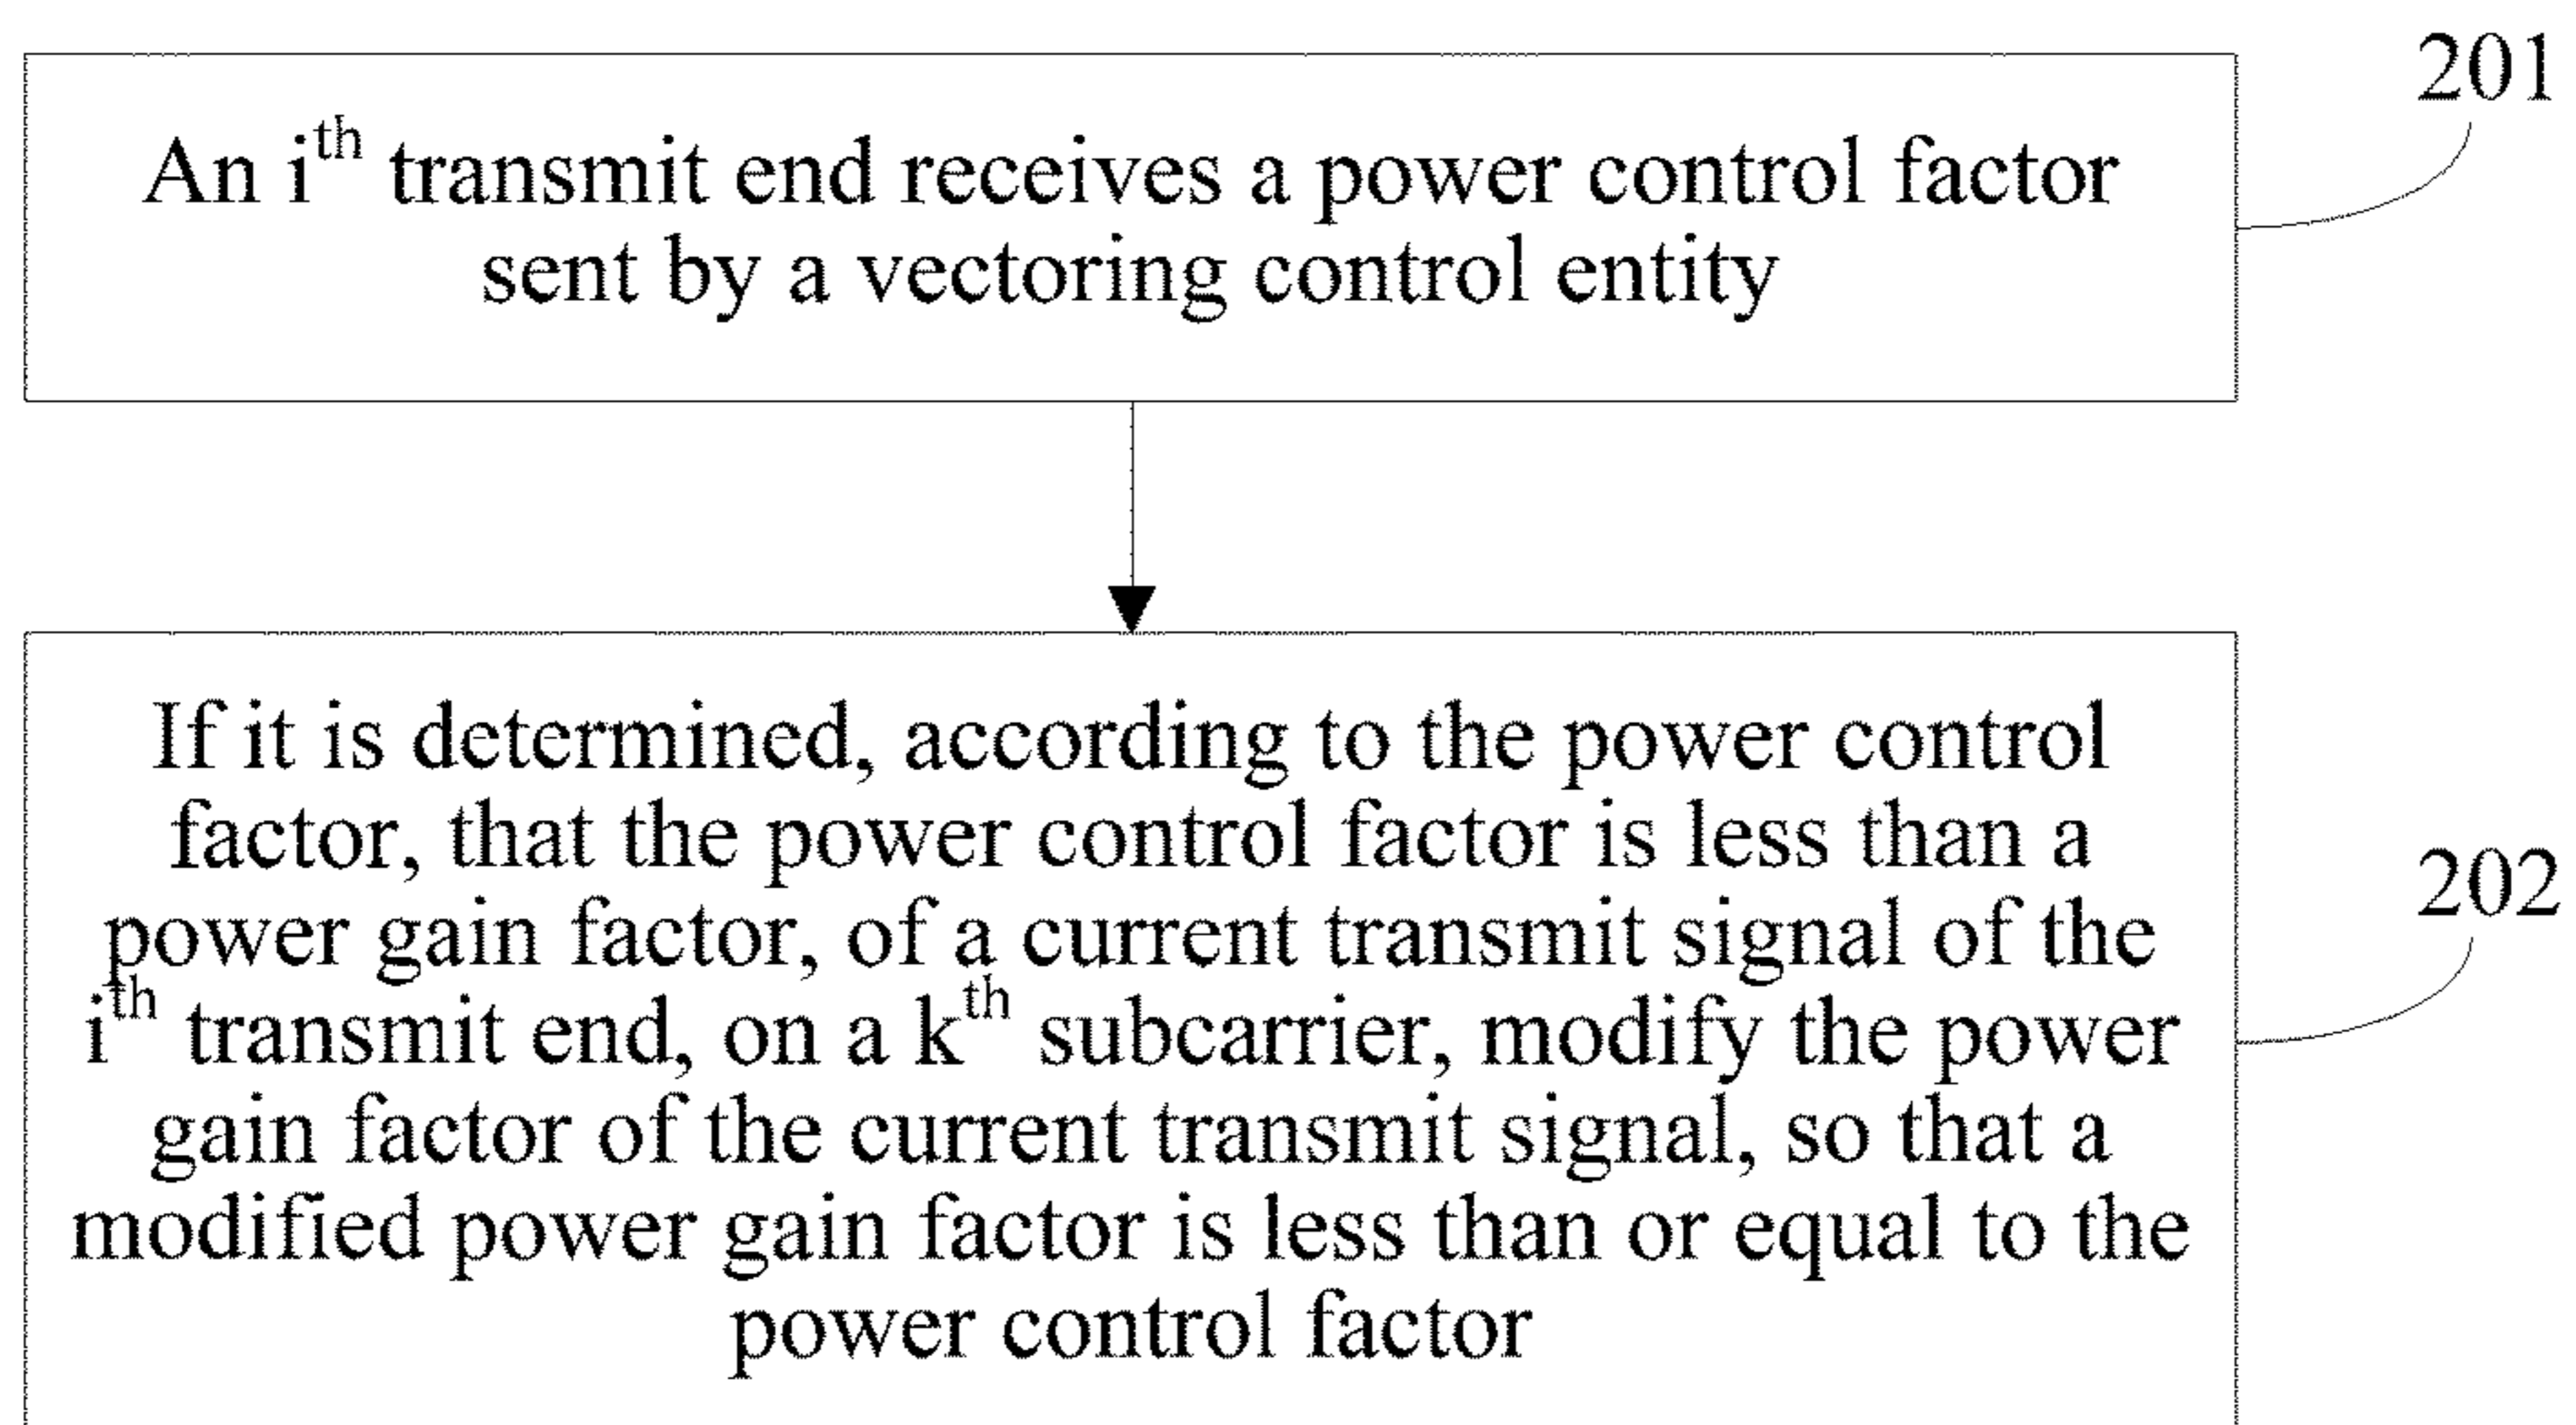 201
An iᵗʰ transmit end receives a power control factor
sent by a vectoring control entity
If it is determined, according to the power control
factor, that the power control factor is less than a
power gain factor, of a current transmit signal of the
iᵗʰ transmit end, on a kᵗʰ subcarrier, modify the power
gain factor of the current transmit signal, so that a
modified power gain factor is less than or equal to the
power control factor
202